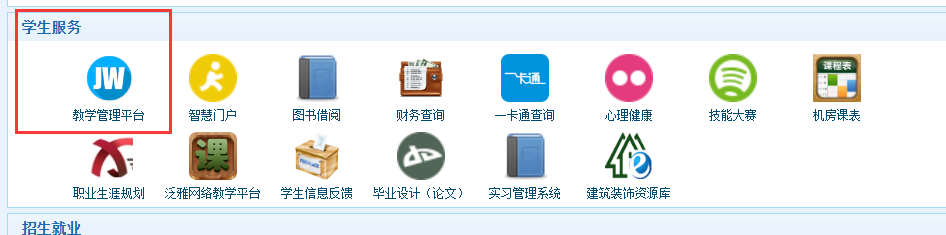 学生服务
JW
教学管理平台
智慧门户
图书借阅
财务查询
一卡通
一卡通查询
心理健康
技能大赛
课程表
机房课表
职业生涯规划
课
泛雅网络教学平台
学生信息反馈
毕业设计（论文）
实习管理系统
建筑装饰资源库
招生就业